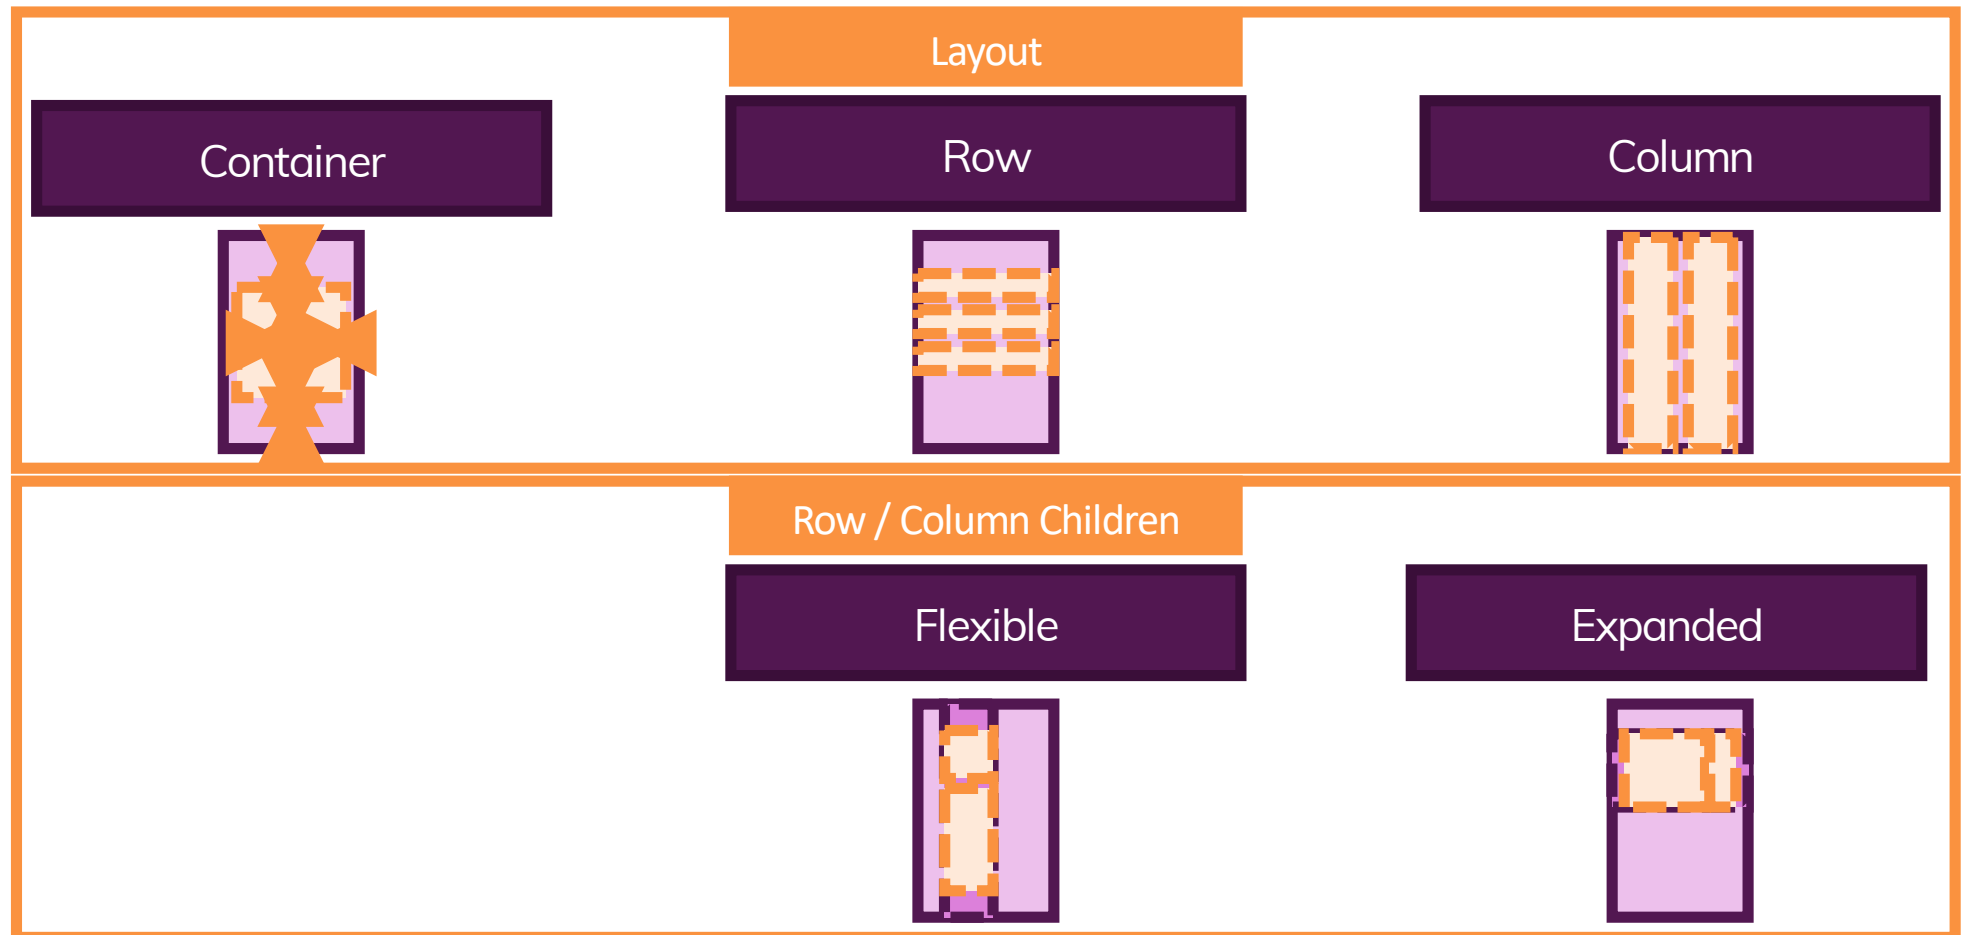 Layout
Container
Row
Column
Row / Column Children
Flexible
Expanded